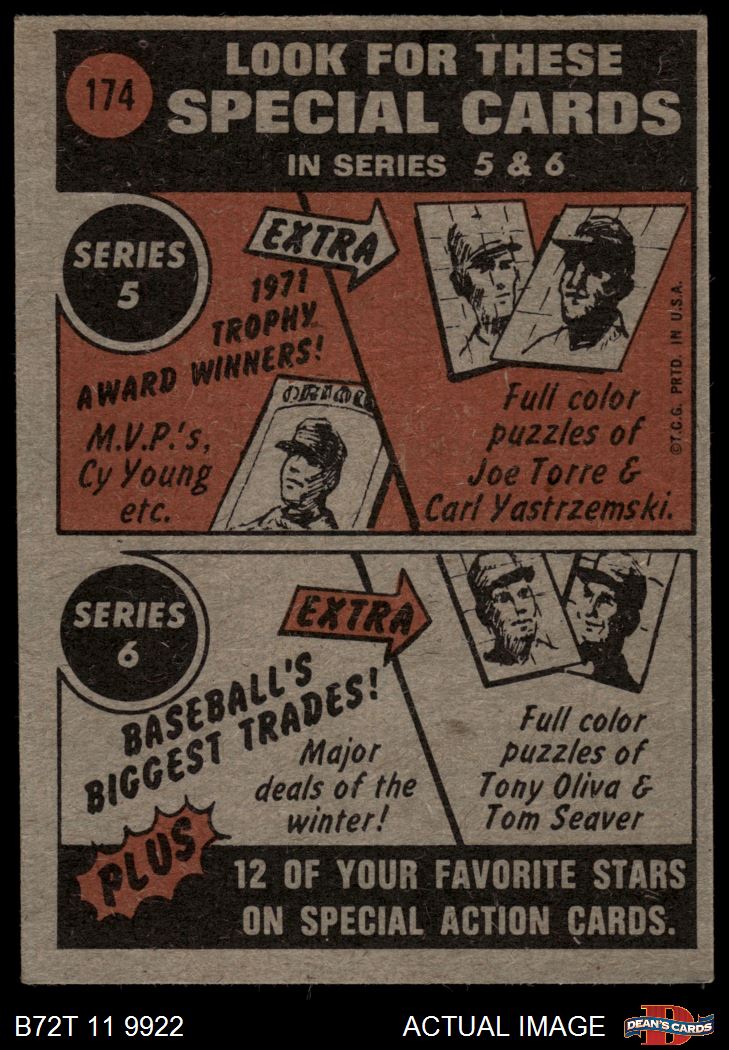 174
LOOK FOR THESE
SPECIAL CARDS
IN SERIES 5 & 6
SERIES
5
EXTRA
1971
TROPHY
AWARD WINNERS!
M.V.P.'s,
Cy Young
etc.
ORIOL
Full color
puzzles of
Joe Torre &
Carl Yastrzemski.
©T.C.G. PRTD. IN U.S.A.
SERIES
6
EXTRA
BASEBALL'S
BIGGEST TRADES!
Major
deals of the
winter!
Full color
puzzles of
Tony Oliva &
Tom Seaver
PLUS
12 OF YOUR FAVORITE STARS
ON SPECIAL ACTION CARDS.
B72T 11 9922
ACTUAL IMAGE
D
DEAN'S CARDS